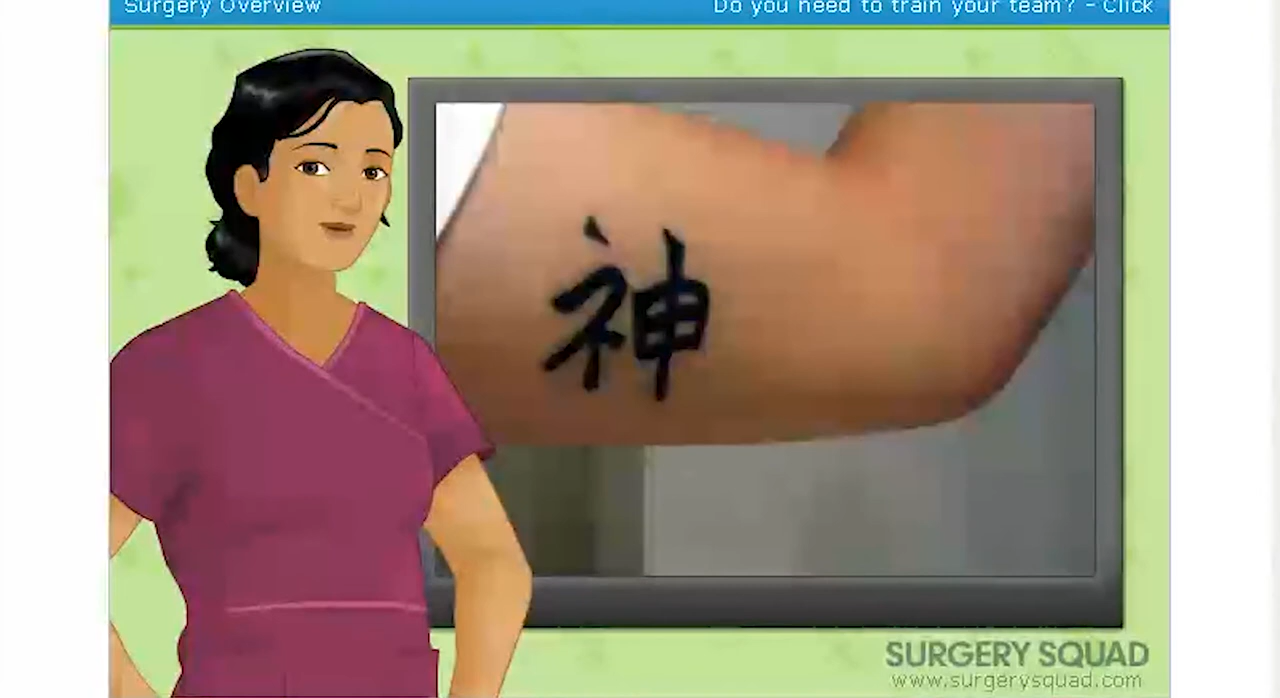 Surgery Overview
Do you need to train your team? - Click
神
SURGERY SQUAD
www.surgerysquad.com